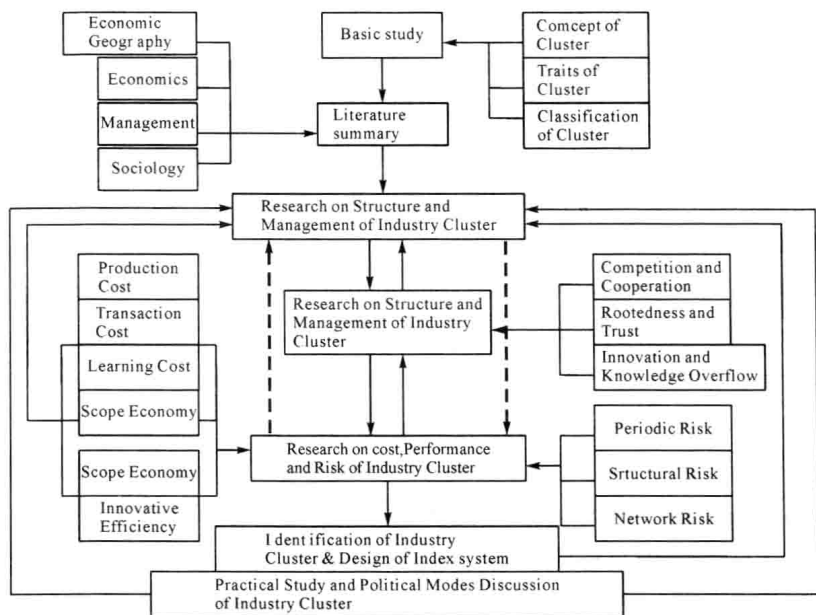 Economic
Geogr aphy
Economics
Management
Sociology
Basic study
Literature
summary
Comcept of
Cluster
Traits of
Cluster
Classification
of Cluster
Research on Structure and
Management of Industry Cluster
Production
Cost
Transaction
Cost
Learning Cost
Scope Economy
Scope Economy
Innovative
Efficiency
Research on Structure and
Management of Industry
Cluster
Competition and
Cooperation
Rootedness and
Trust
Innovation and
Knowledge Overflow
Research on cost,Performance
and Risk of Industry Cluster
Periodic Risk
Srtuctural Risk
Network Risk
I dent ification of Industry
Cluster & Design of Index system
Practical Study and Political Modes Discussion
of Industry Cluster